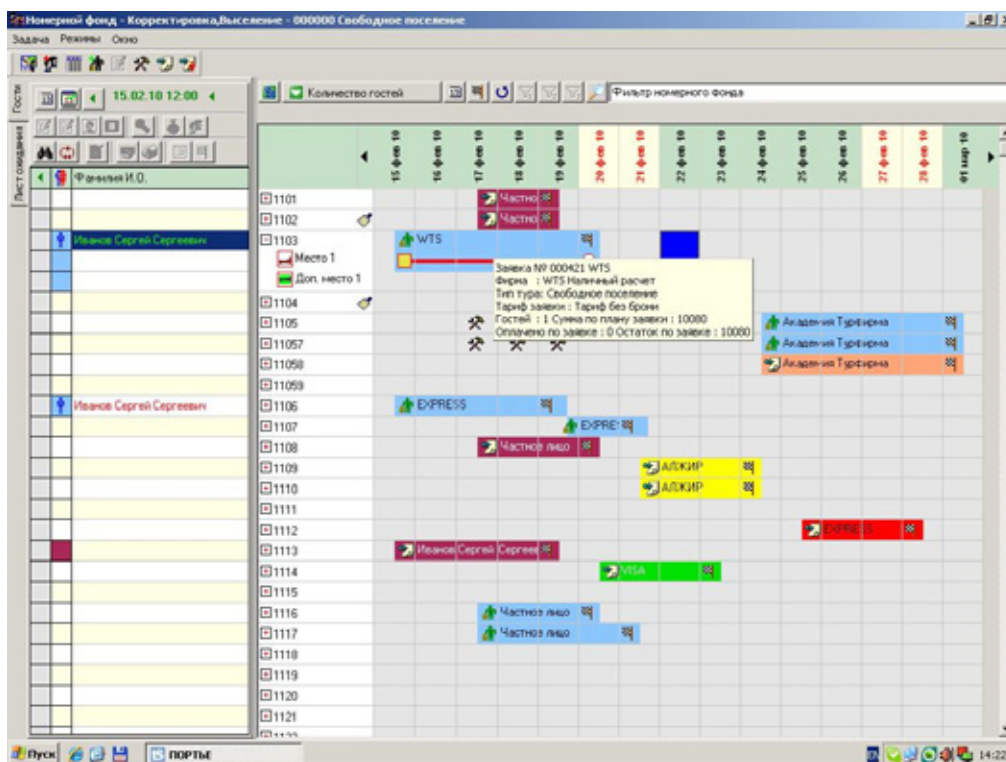 Номерной фонд - Корректировка,Выселение - 000000 Свободное поселение
Задача Режимы Окно
Гости
Лист ожидания
15.02.10 12:00
Количество гостей
Фильтр номерного фонда
Фамилия И.О.
15 фев 10
16 фев 10
17 фев 10
18 фев 10
19 фев 10
20 фев 10
21 фев 10
22 фев 10
23 фев 10
24 фев 10
25 фев 10
26 фев 10
27 фев 10
28 фев 10
01 мар 10
1101 Частно
1102 Частно
Иванов Сергей Сергеевич 1103 WTS
Место 1
Доп. место 1
Заявка № 000421 WTS
Фирма : WTS Наличный расчет
Тип тура: Свободное поселение
Тариф заявки : Тариф без брони
Гостей : 1 Сумма по плану заявки : 10080
Оплачено по заявке : 0 Остаток по заявке : 10080
1104
1105 Академия Турфирма
11057 Академия Турфирма
11058 Академия Турфирма
11059
Иванов Сергей Сергеевич 1106 EXPRESS
1107 EXPRE
1108 Частное лицо
1109 АЛЖИР
1110 АЛЖИР
1111
1112 EXPRESS
1113 Иванов Сергей Сергее
1114 VISA
1115
1116 Частное лицо
1117 Частное лицо
1118
1119
1120
1121
Пуск ПОРТЬЕ EN 14:22